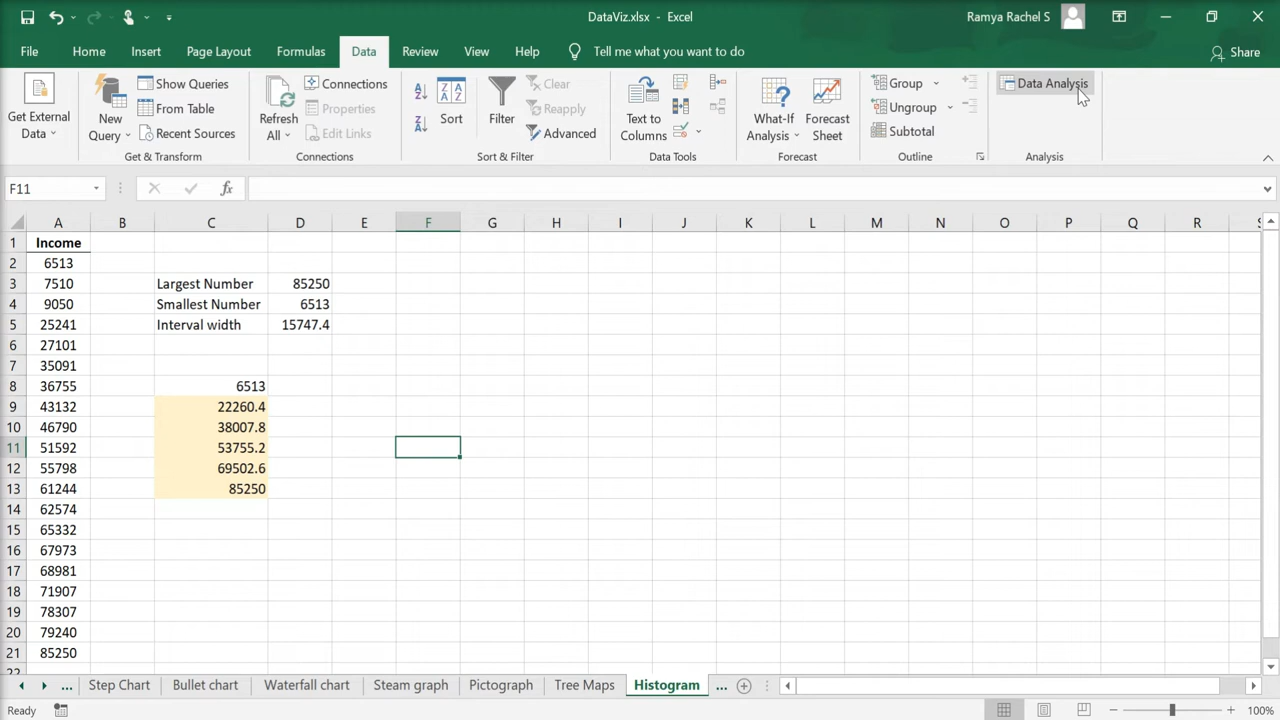 DataViz.xlsx - Excel
Ramya Rachel S
File Home Insert Page Layout Formulas Data Review View Help Tell me what you want to do Share
Get External Data
New Query
Show Queries
From Table
Recent Sources
Get & Transform
Refresh All
Connections
Properties
Edit Links
Connections
Sort
Filter
Clear
Reapply
Advanced
Sort & Filter
Text to Columns
Data Tools
What-If Analysis
Forecast Sheet
Forecast
Group
Ungroup
Subtotal
Outline
Data Analysis
Analysis
F11 fx
A B C D E F G H I J K L M N O P Q R S
1 Income
2 6513
3 7510 Largest Number 85250
4 9050 Smallest Number 6513
5 25241 Interval width 15747.4
6 27101
7 35091
8 36755 6513
9 43132 22260.4
10 46790 38007.8
11 51592 53755.2
12 55798 69502.6
13 61244 85250
14 62574
15 65332
16 67973
17 68981
18 71907
19 78307
20 79240
21 85250
22
... Step Chart Bullet chart Waterfall chart Steam graph Pictograph Tree Maps Histogram ...
Ready 100%